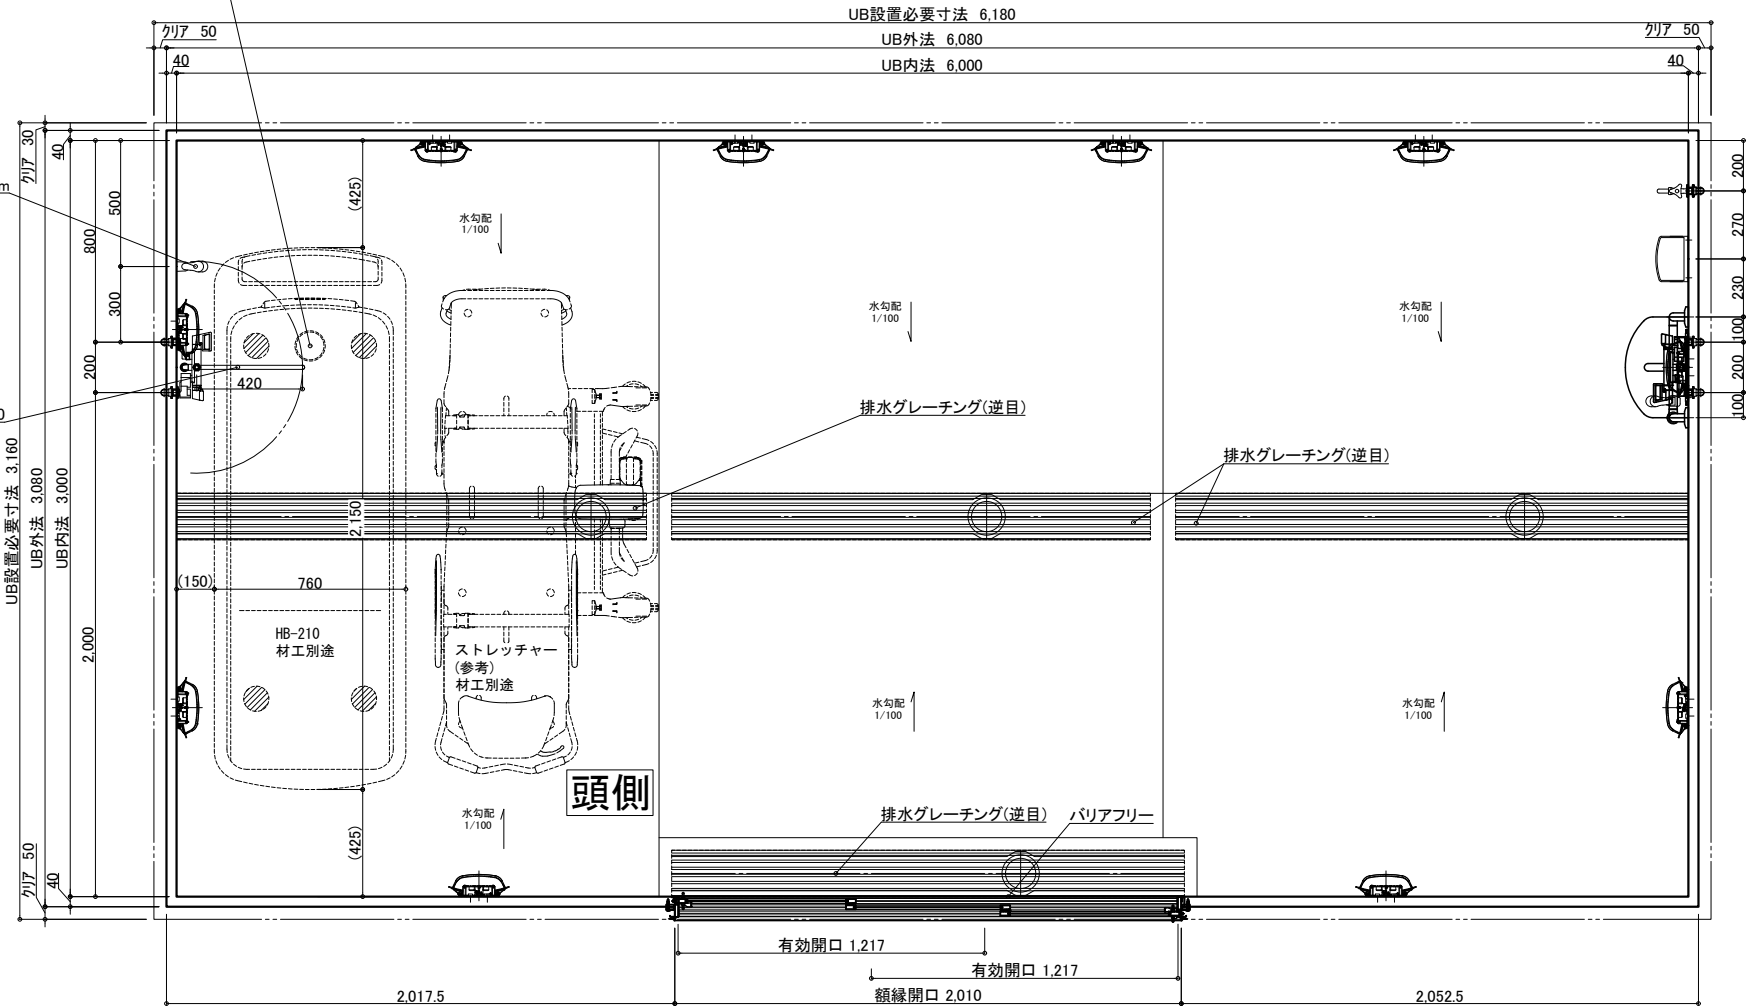 UB設置必要寸法 6,180
クリア 50
UB外法 6,080
クリア 50
40
UB内法 6,000
40
クリア 30
40
m
500
800
300
200
0
2,000
UB設置必要寸法 3,160
UB外法 3,080
UB内法 3,000
クリア 50
40
(425)
水勾配
1/100
水勾配
1/100
水勾配
1/100
200
270
230
100
200
100
420
排水グレーチング(逆目)
排水グレーチング(逆目)
2,150
(150)
760
HB-210
材工別途
ストレッチャー
(参考)
材工別途
水勾配
1/100
水勾配
1/100
頭側
水勾配
1/100
(425)
排水グレーチング(逆目)
バリアフリー
有効開口 1,217
有効開口 1,217
2,017.5
額縁開口 2,010
2,052.5